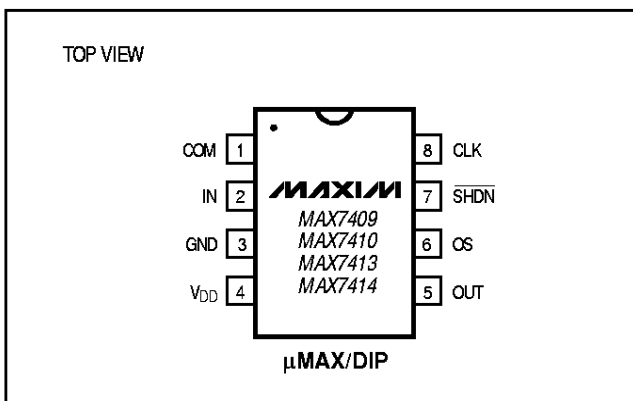 TOP VIEW
COM 1
8 CLK
IN 2
7 SHDN
GND 3
6 OS
VDD 4
5 OUT
MAXIM
MAX7409
MAX7410
MAX7413
MAX7414
μMAX/DIP